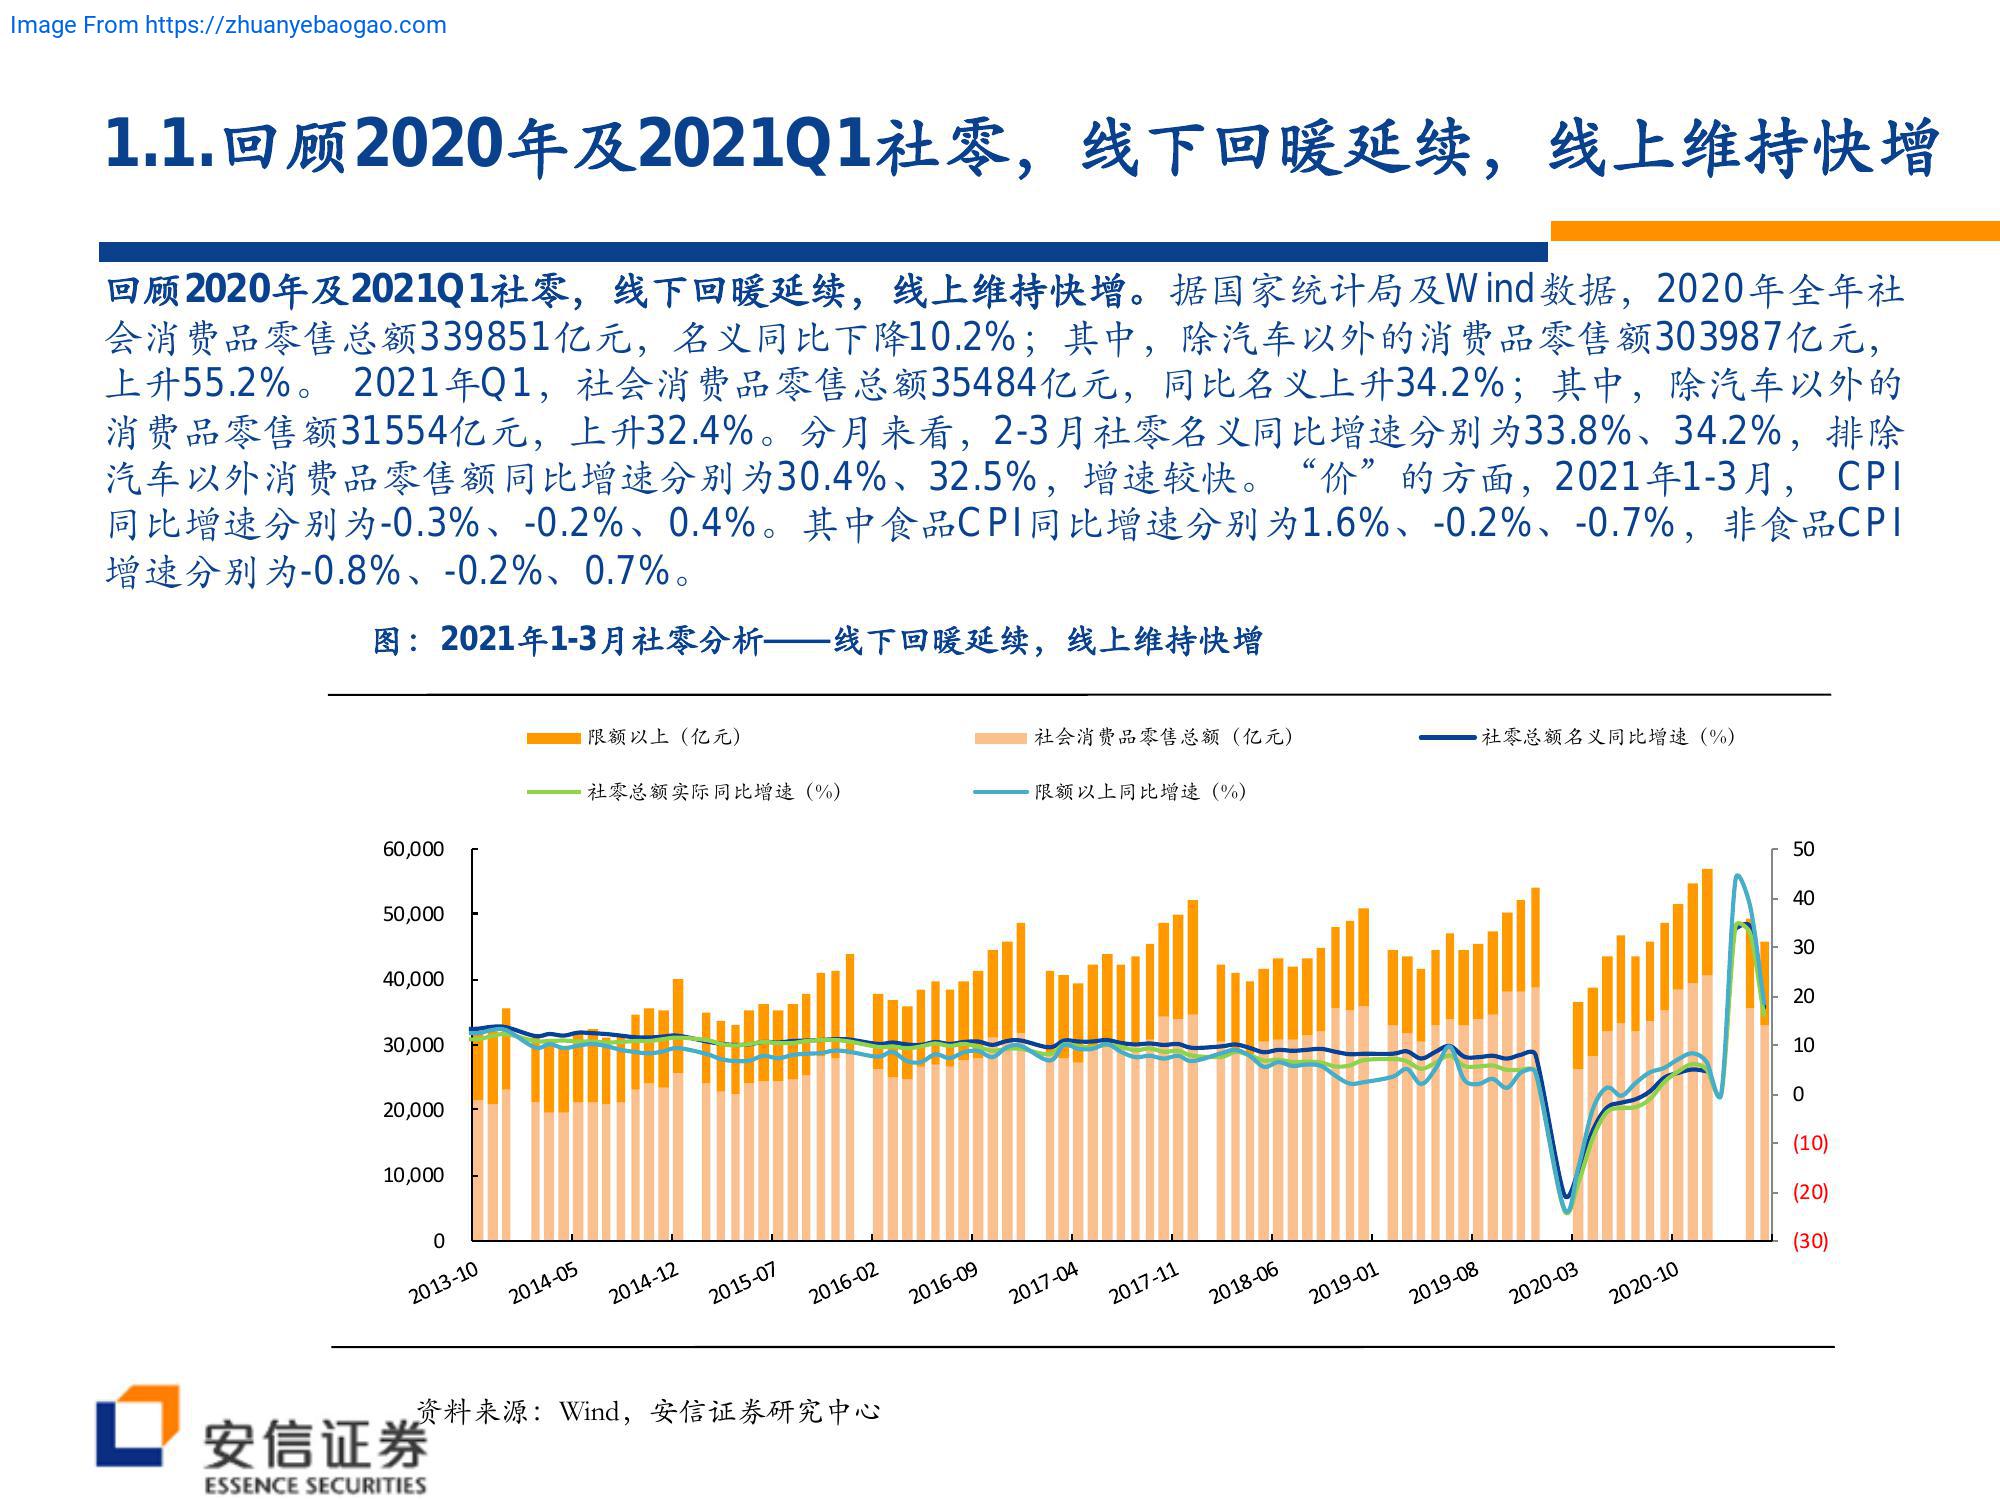 Image From https://zhuanyebaogao.com
1.1.回顾2020年及2021Q1社零，线下回暖延续，线上维持快增
回顾2020年及2021Q1社零，线下回暖延续，线上维持快增。据国家统计局及Wind数据，2020年全年社
会消费品零售总额339851亿元，名义同比下降10.2%；其中，除汽车以外的消费品零售额303987亿元，
上升55.2%。 2021年Q1，社会消费品零售总额35484亿元，同比名义上升34.2%；其中，除汽车以外的
消费品零售额31554亿元，上升32.4%。分月来看，2-3月社零名义同比增速分别为33.8%、34.2%，排除
汽车以外消费品零售额同比增速分别为30.4%、32.5%，增速较快。“价”的方面，2021年1-3月， CPI
同比增速分别为-0.3%、-0.2%、0.4%。其中食品CPI同比增速分别为1.6%、-0.2%、-0.7%，非食品CPI
增速分别为-0.8%、-0.2%、0.7%。
图：2021年1-3月社零分析——线下回暖延续，线上维持快增
限额以上（亿元） 社会消费品零售总额（亿元） 社零总额名义同比增速（%）
社零总额实际同比增速（%） 限额以上同比增速（%）
60,000 50
50,000 40
40,000 30
30,000 20
20,000 10
10,000 0
0 (10)
(20)
(30)
2013-10 2014-05 2014-12 2015-07 2016-02 2016-09 2017-04 2017-11 2018-06 2019-01 2019-08 2020-03 2020-10
资料来源：Wind，安信证券研究中心
安信证券
ESSENCE SECURITIES